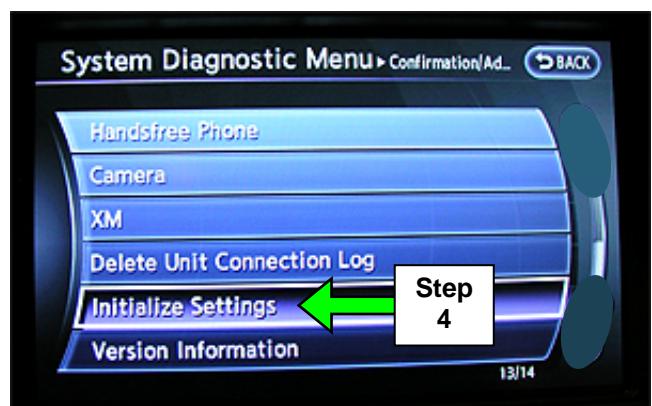 System Diagnostic Menu ▸ Confirmation/Ad... BACK
Handsfree Phone
Camera
XM
Delete Unit Connection Log
Initialize Settings
Step
4
Version Information
13/14